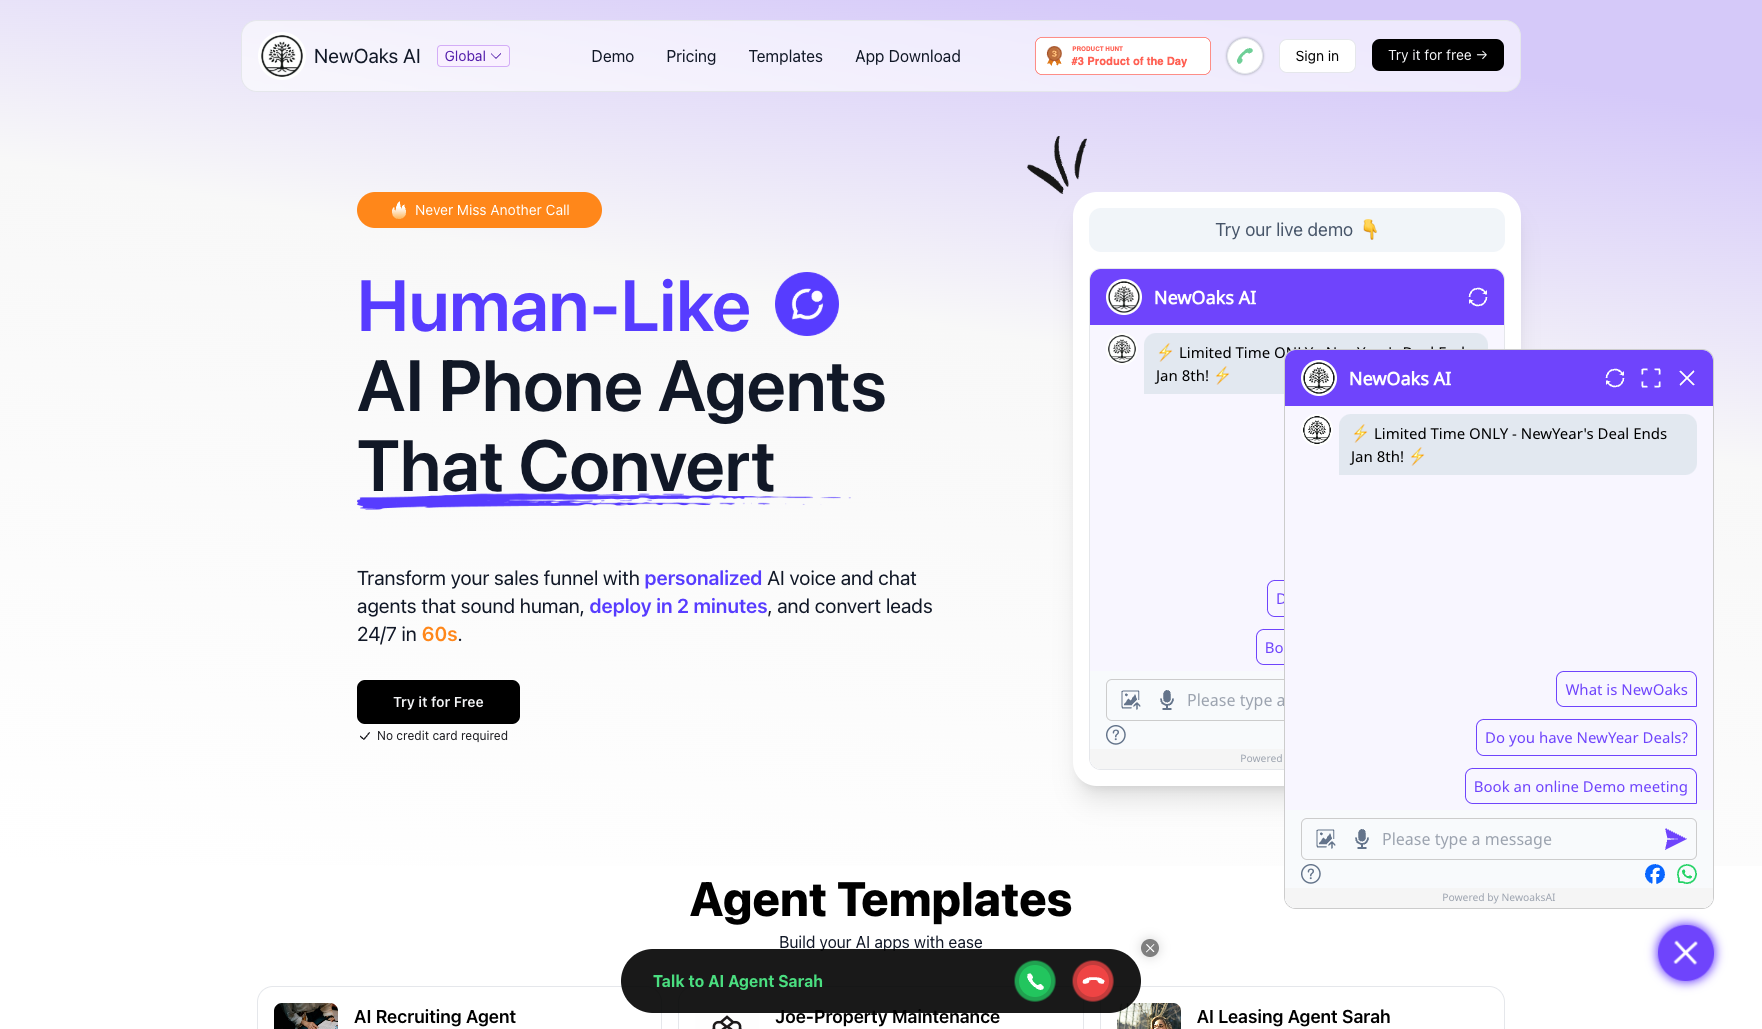 NewOaks AI
Global
Demo
Pricing
Templates
App Download
3
PRODUCT HUNT
#3 Product of the Day
Sign in
Try it for free →
Never Miss Another Call
Human-Like
AI Phone Agents
That Convert
Transform your sales funnel with personalized AI voice and chat
agents that sound human, deploy in 2 minutes, and convert leads
24/7 in 60s.
Try it for Free
No credit card required
Try our live demo
NewOaks AI
Limited Time
Jan 8th!
Please type a
Powered
NewOaks AI
Limited Time ONLY - NewYear's Deal Ends
Jan 8th!
What is NewOaks
Do you have NewYear Deals?
Book an online Demo meeting
Please type a message
Powered by NewoaksAI
Agent Templates
Build your AI apps with ease
Talk to AI Agent Sarah
AI Recruiting Agent
Joe-Property Maintenance
AI Leasing Agent Sarah